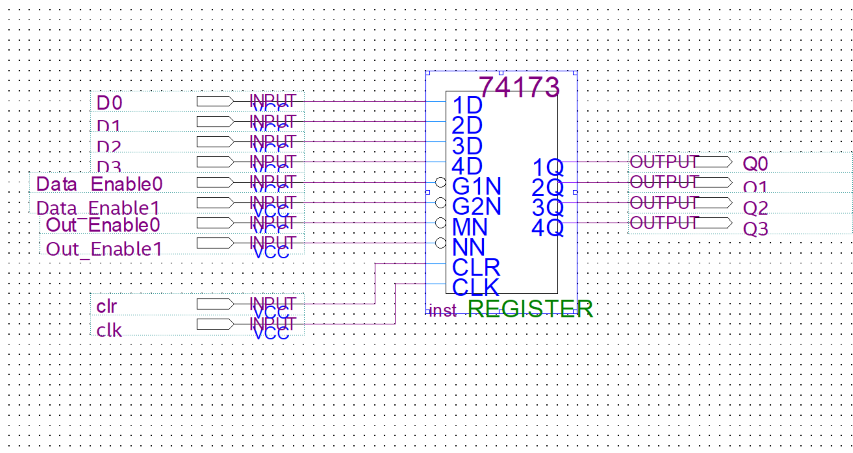 74173
D0 INPUT VCC 1D
D1 INPUT VCC 2D
D2 INPUT VCC 3D
D3 INPUT VCC 4D 1Q OUTPUT Q0
Data_Enable0 INPUT VCC G1N 2Q OUTPUT Q1
Data_Enable1 INPUT VCC G2N 3Q OUTPUT Q2
Out_Enable0 INPUT VCC MN 4Q OUTPUT Q3
Out_Enable1 INPUT VCC NN
CLR
CLK
clr INPUT VCC inst REGISTER
clk INPUT VCC